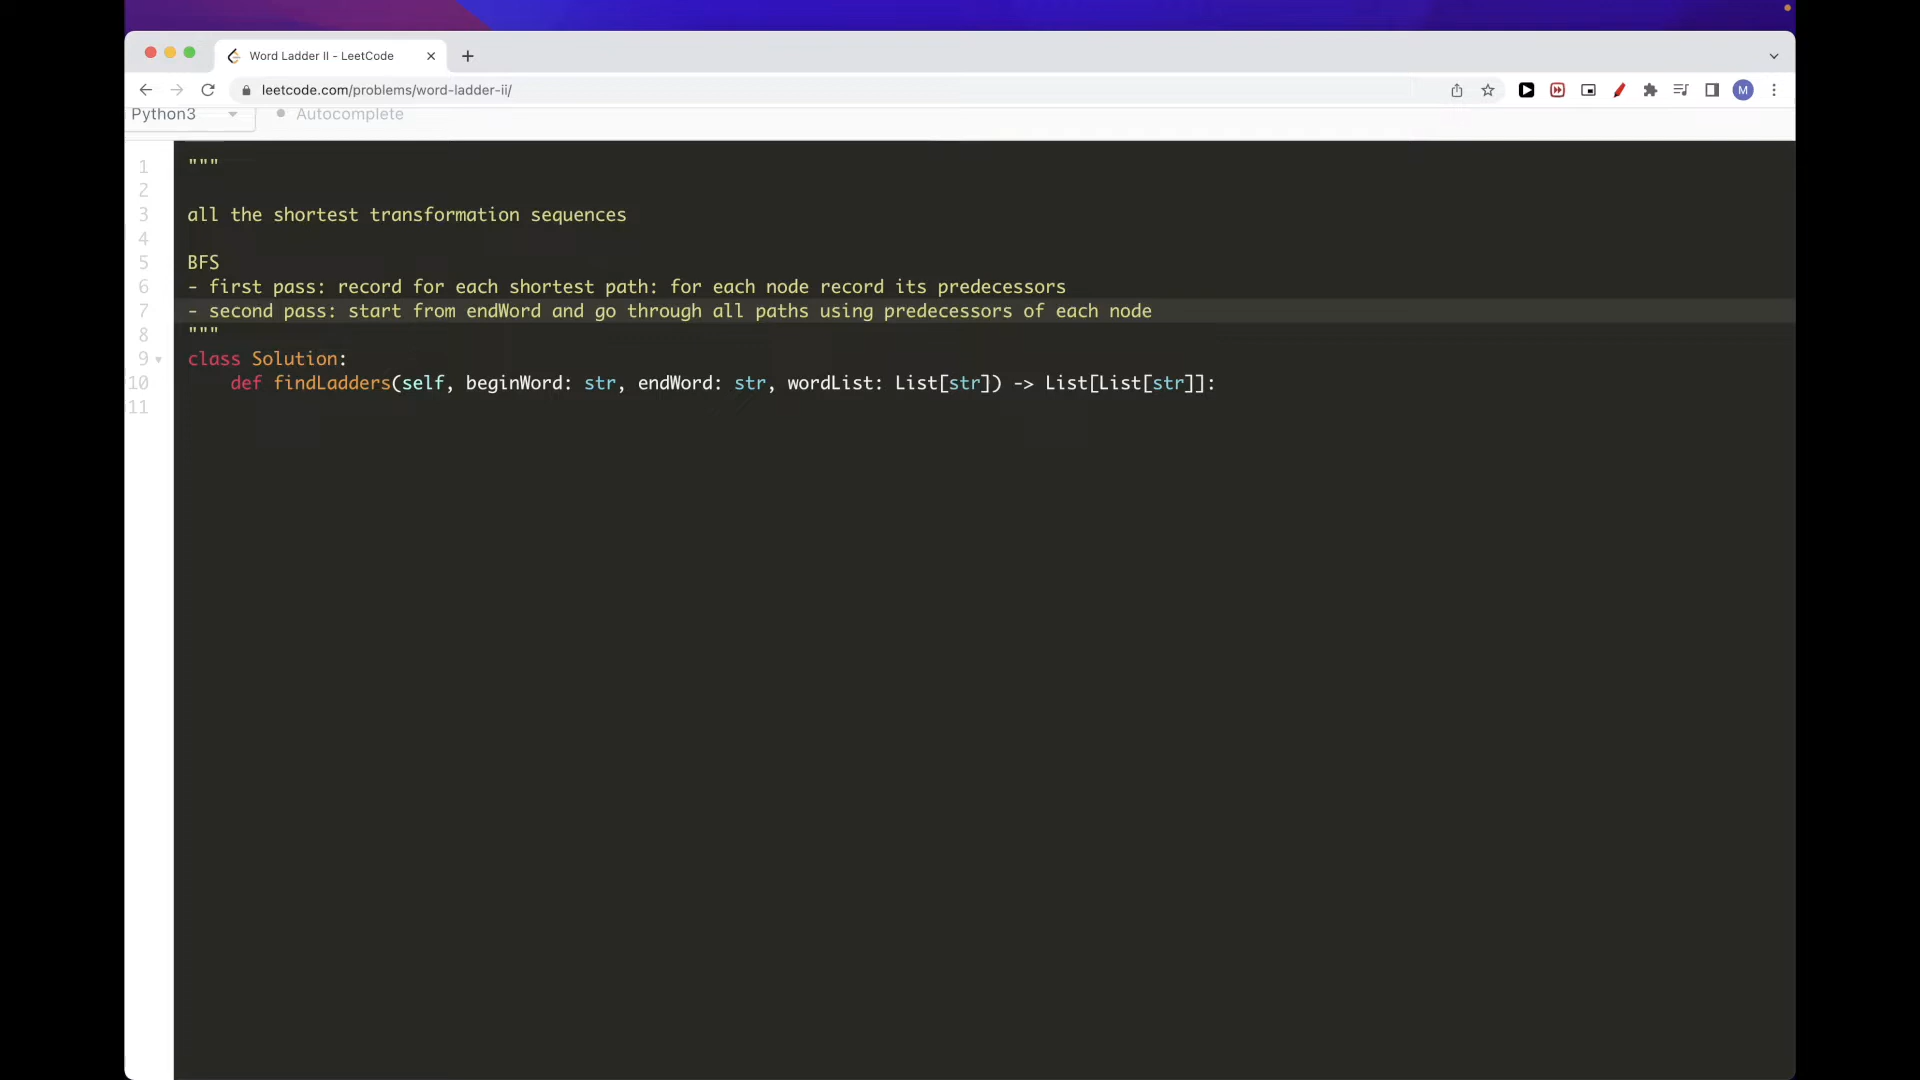 Word Ladder II - LeetCode
leetcode.com/problems/word-ladder-ii/
M
Python3
Autocomplete
1 """
2
3 all the shortest transformation sequences
4
5 BFS
6 - first pass: record for each shortest path: for each node record its predecessors
7 - second pass: start from endWord and go through all paths using predecessors of each node
8 """
9 class Solution:
10 def findLadders(self, beginWord: str, endWord: str, wordList: List[str]) -> List[List[str]]:
11